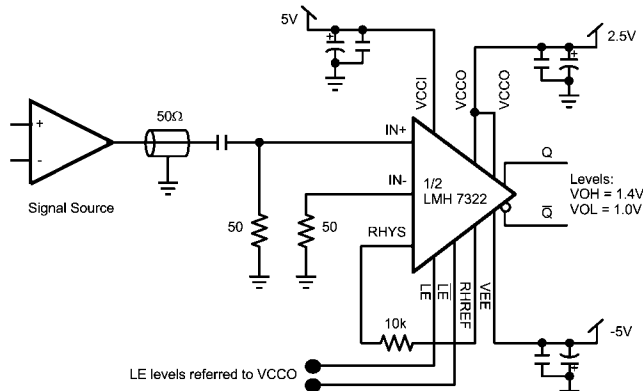 5V
2.5V
VCCI
VCCO
VCCO
50Ω
+
-
Signal Source
IN+
IN-
1/2
LMH 7322
Q
Levels:
VOH = 1.4V
VOL = 1.0V
Q̅
50
50
RHYS
LE
L̅E̅
RHREF
VEE
10k
-5V
LE levels referred to VCCO
+
+
+